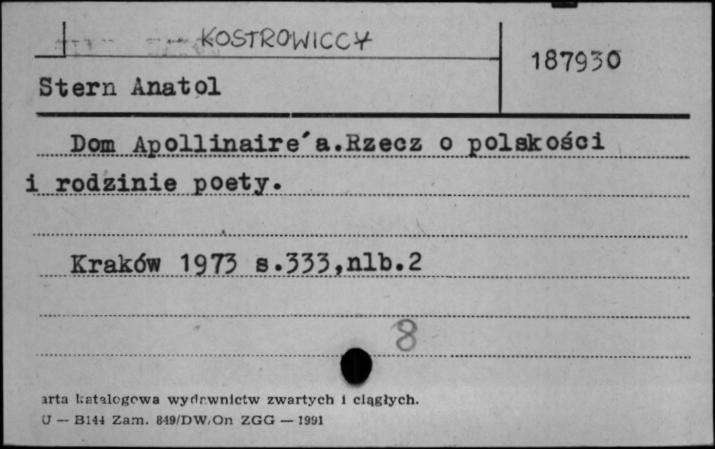 KOSTROWICCY
187930
Stern Anatol
Dom Apollinaire´a.Rzecz o polskości
i rodzinie poety.
Kraków 1973 s.333,nlb.2
8
arta katalogowa wydawnictw zwartych i ciągłych.
U — B144 Zam. 849/DW/On ZGG — 1991